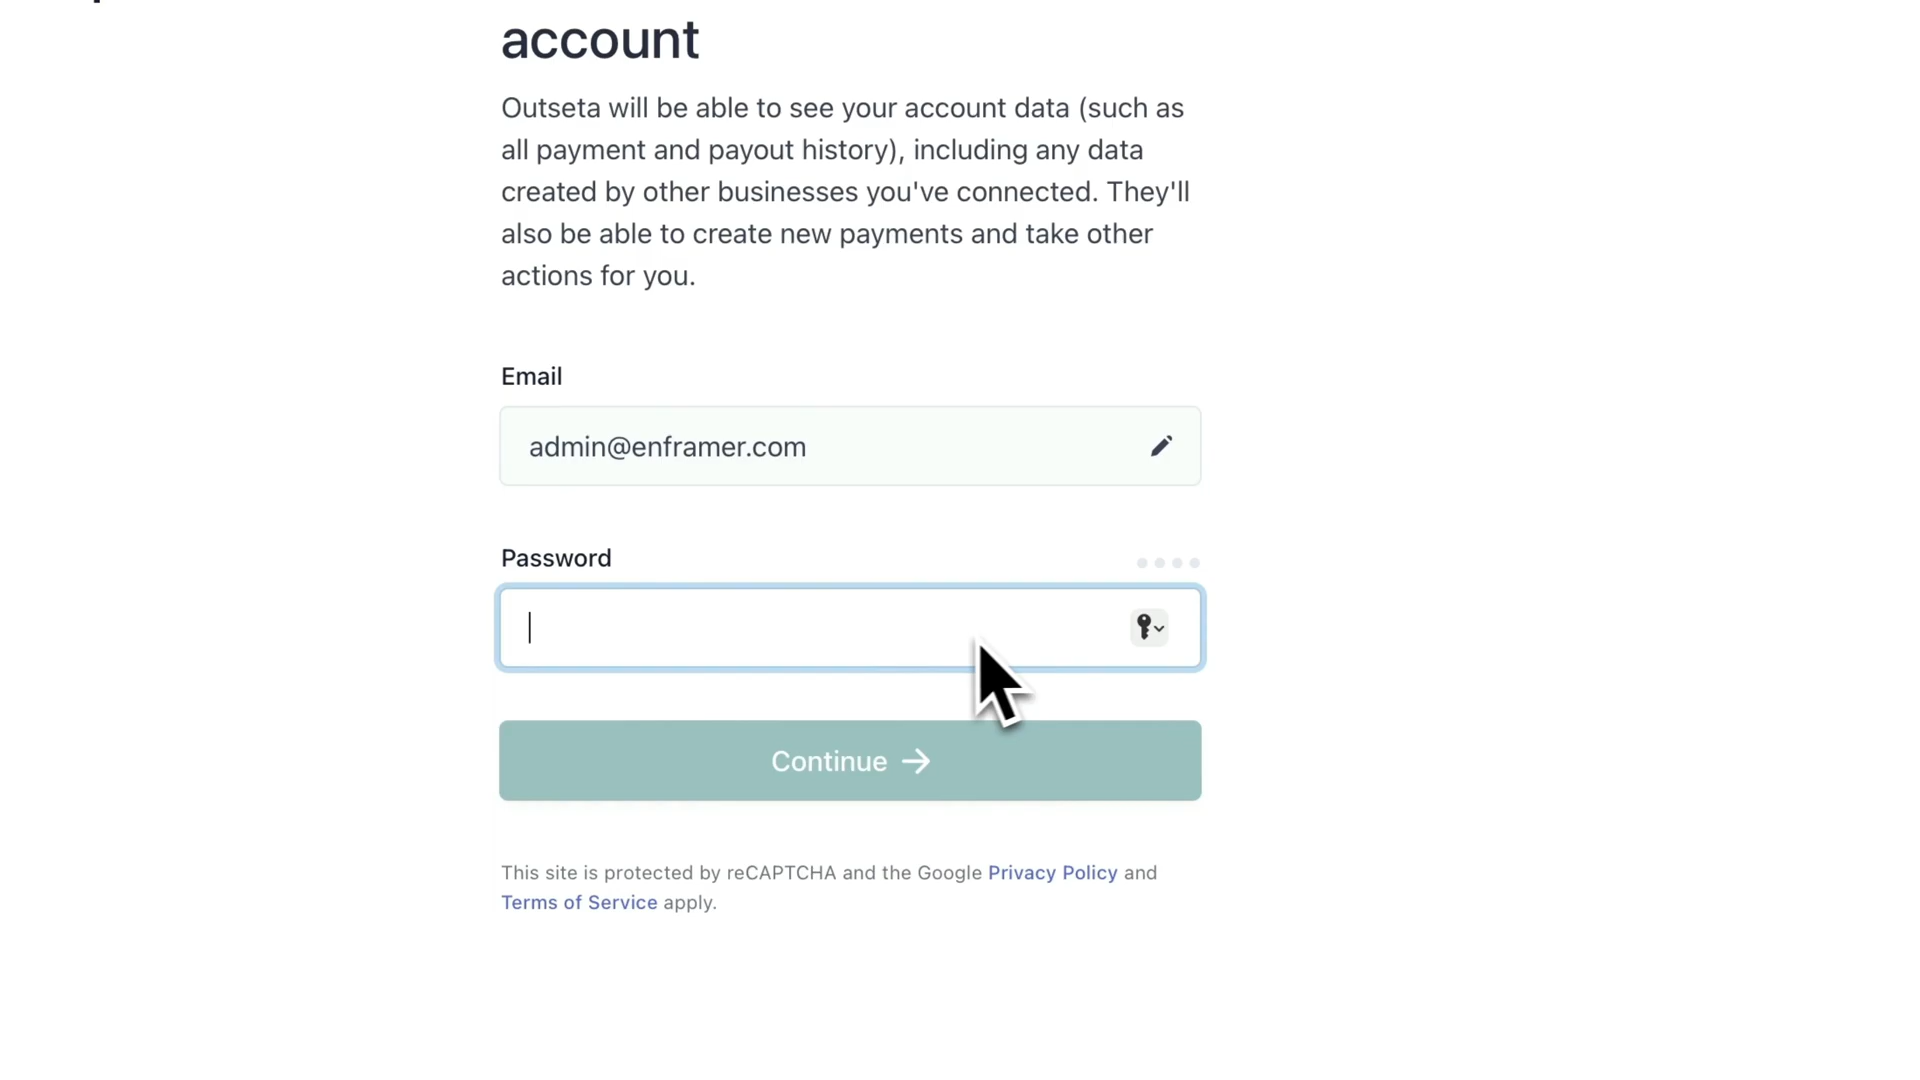 account
Outseta will be able to see your account data (such as
all payment and payout history), including any data
created by other businesses you've connected. They'll
also be able to create new payments and take other
actions for you.
Email
admin@enframer.com
Password
Continue →
This site is protected by reCAPTCHA and the Google Privacy Policy and
Terms of Service apply.